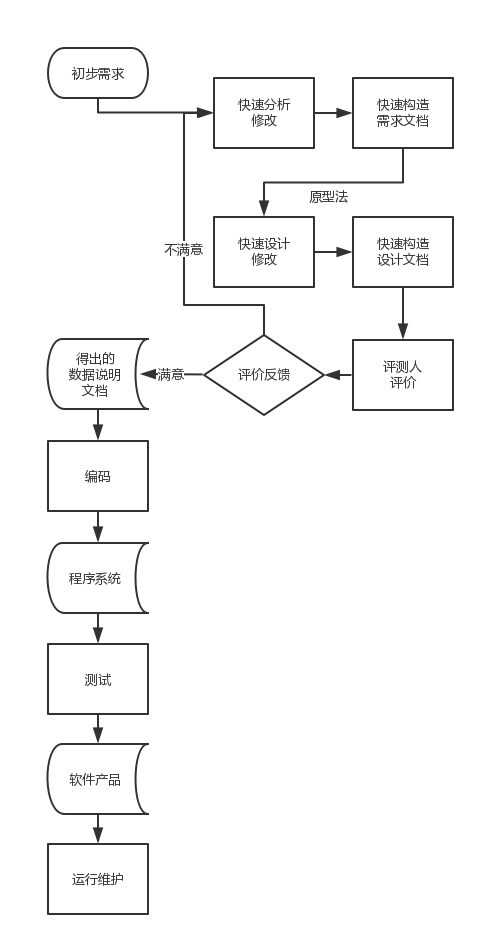 初步需求
快速分析
修改
快速构造
需求文档
原型法
快速设计
修改
快速构造
设计文档
不满意
得出的
数据说明
文档
满意
评价反馈
评测人
评价
编码
程序系统
测试
软件产品
运行维护